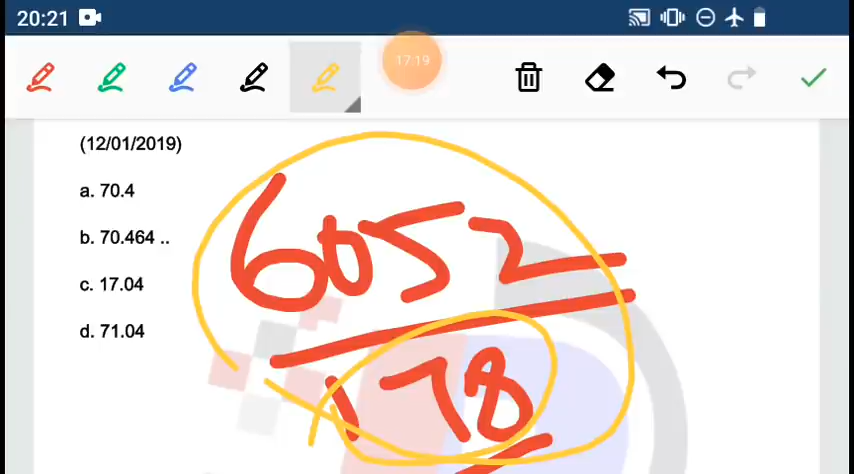 20:21
17:19
(12/01/2019)
a. 70.4
b. 70.464 ..
c. 17.04
d. 71.04
6052
178